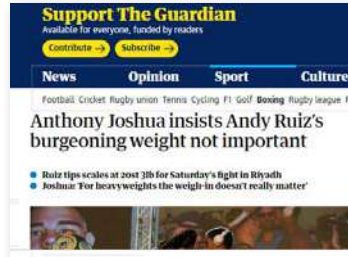 Support The Guardian
Available for everyone, funded by readers
Contribute → Subscribe →
News Opinion Sport Culture
Football Cricket Rugby union Tennis Cycling F1 Golf Boxing Rugby league
Anthony Joshua insists Andy Ruiz's
burgeoning weight not important
Ruiz tips scales at 20st 3lb for Saturday's fight in Riyadh
Joshua: 'For heavyweights the weigh-in doesn't really matter'